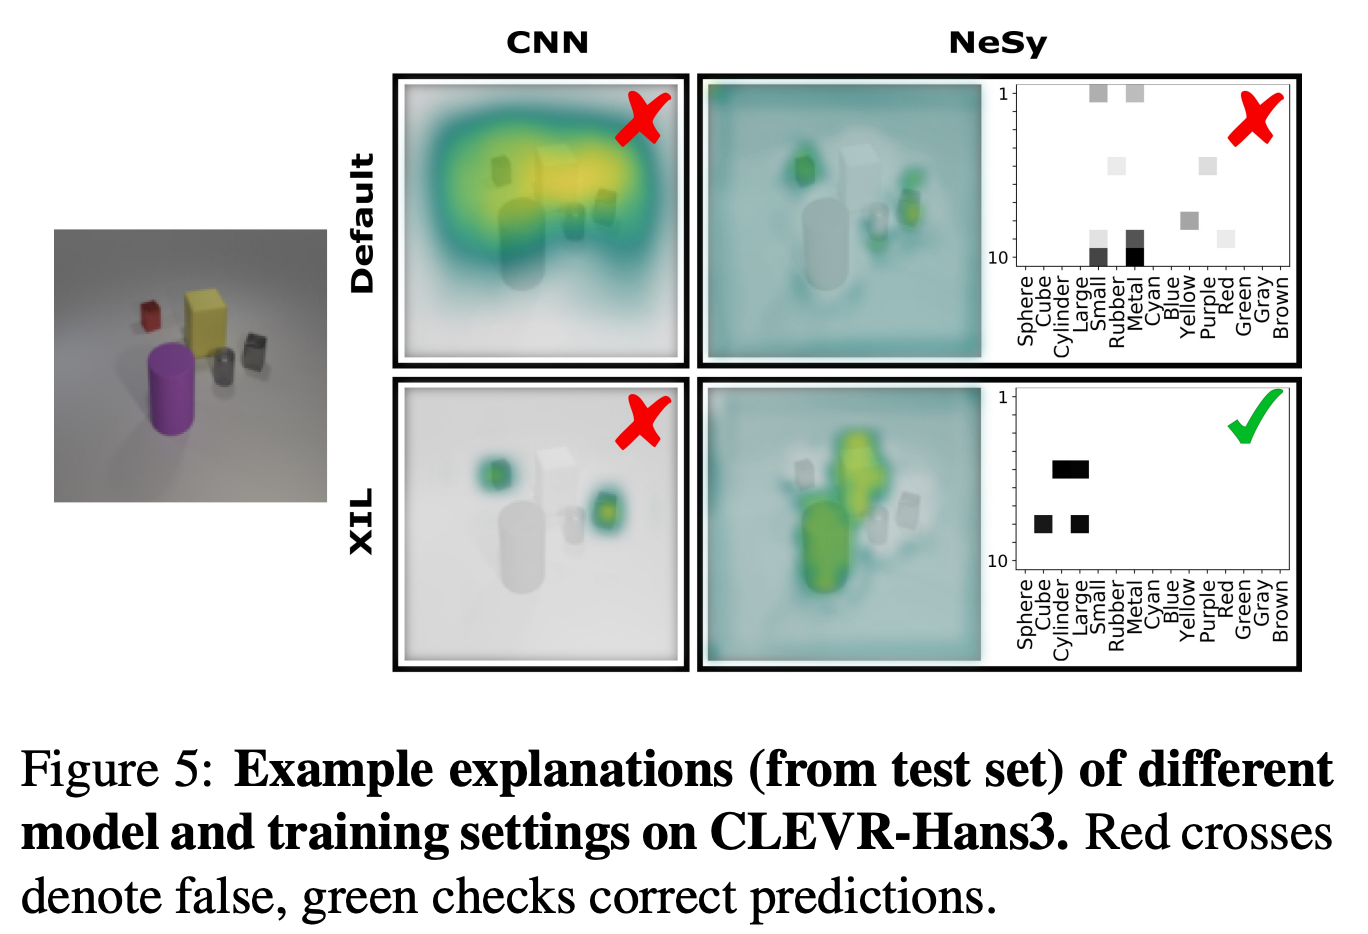 CNN
NeSy
Default
1
10
Sphere
Cube
Cylinder
Large
Small
Rubber
Metal
Cyan
Blue
Yellow
Purple
Red
Green
Gray
Brown
XIL
1
10
Sphere
Cube
Cylinder
Large
Small
Rubber
Metal
Cyan
Blue
Yellow
Purple
Red
Green
Gray
Brown
Figure 5: Example explanations (from test set) of different
model and training settings on CLEVR-Hans3. Red crosses
denote false, green checks correct predictions.